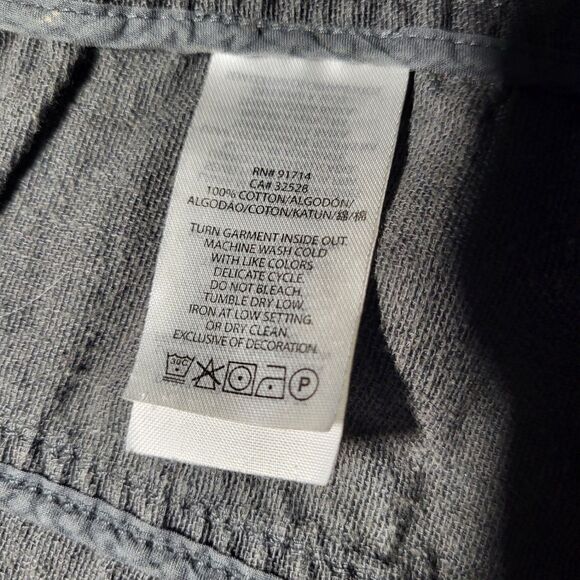 RN# 91714
CA# 32528
100% COTTON/ALGODÓN/
ALGODAO/COTON/KATUN/綿/棉
TURN GARMENT INSIDE OUT.
MACHINE WASH COLD
WITH LIKE COLORS
DELICATE CYCLE.
DO NOT BLEACH.
TUMBLE DRY LOW.
IRON AT LOW SETTING.
OR DRY CLEAN.
EXCLUSIVE OF DECORATION.
30C
P